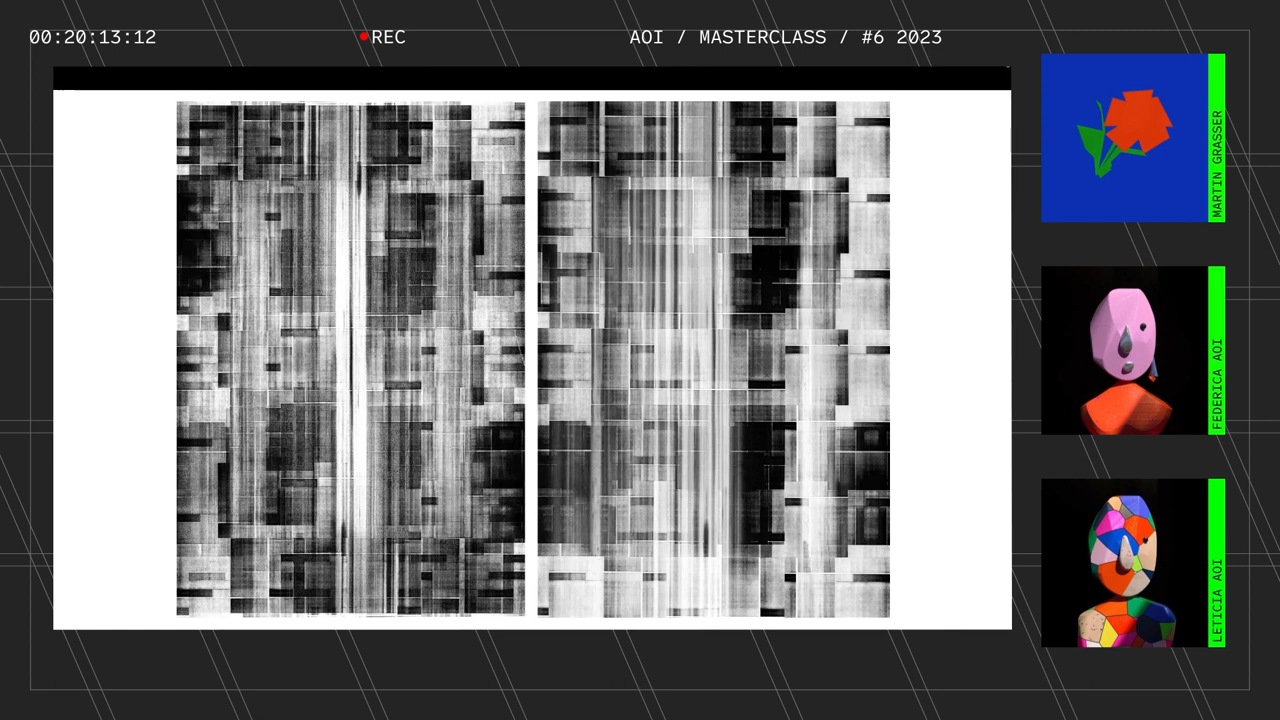 00:20:13:12
REC
AOI / MASTERCLASS / #6 2023
MARTIN GRASSER
FEDERICA AOI
LETICIA AOI